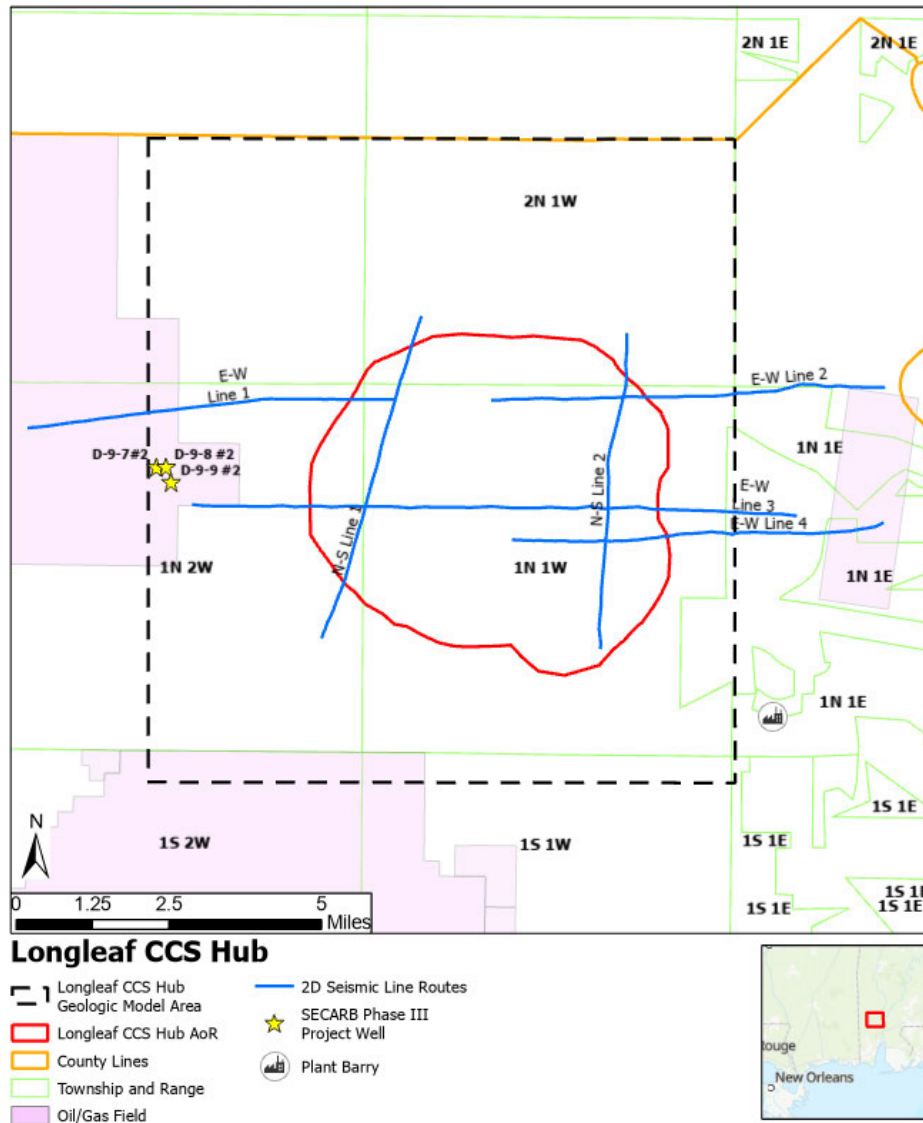 2N 1E
2N 1E
2N 1W
E-W
Line 1
E-W Line 2
D-9-7#2
D-9-8 #2
D-9-9 #2
1N 1E
N-S Line 2
E-W
Line 3
E-W Line 4
N-S Line 1
1N 2W
1N 1W
1N 1E
1N 1E
1S 1E
1S 2W
1S 1W
1S 1E
1S 1E
1S 1E
1S 1E
N
0 1.25 2.5 5
Miles
Longleaf CCS Hub
Longleaf CCS Hub
Geologic Model Area
Longleaf CCS Hub AoR
County Lines
Township and Range
Oil/Gas Field
2D Seismic Line Routes
SECARB Phase III
Project Well
Plant Barry
Rouge
New Orleans